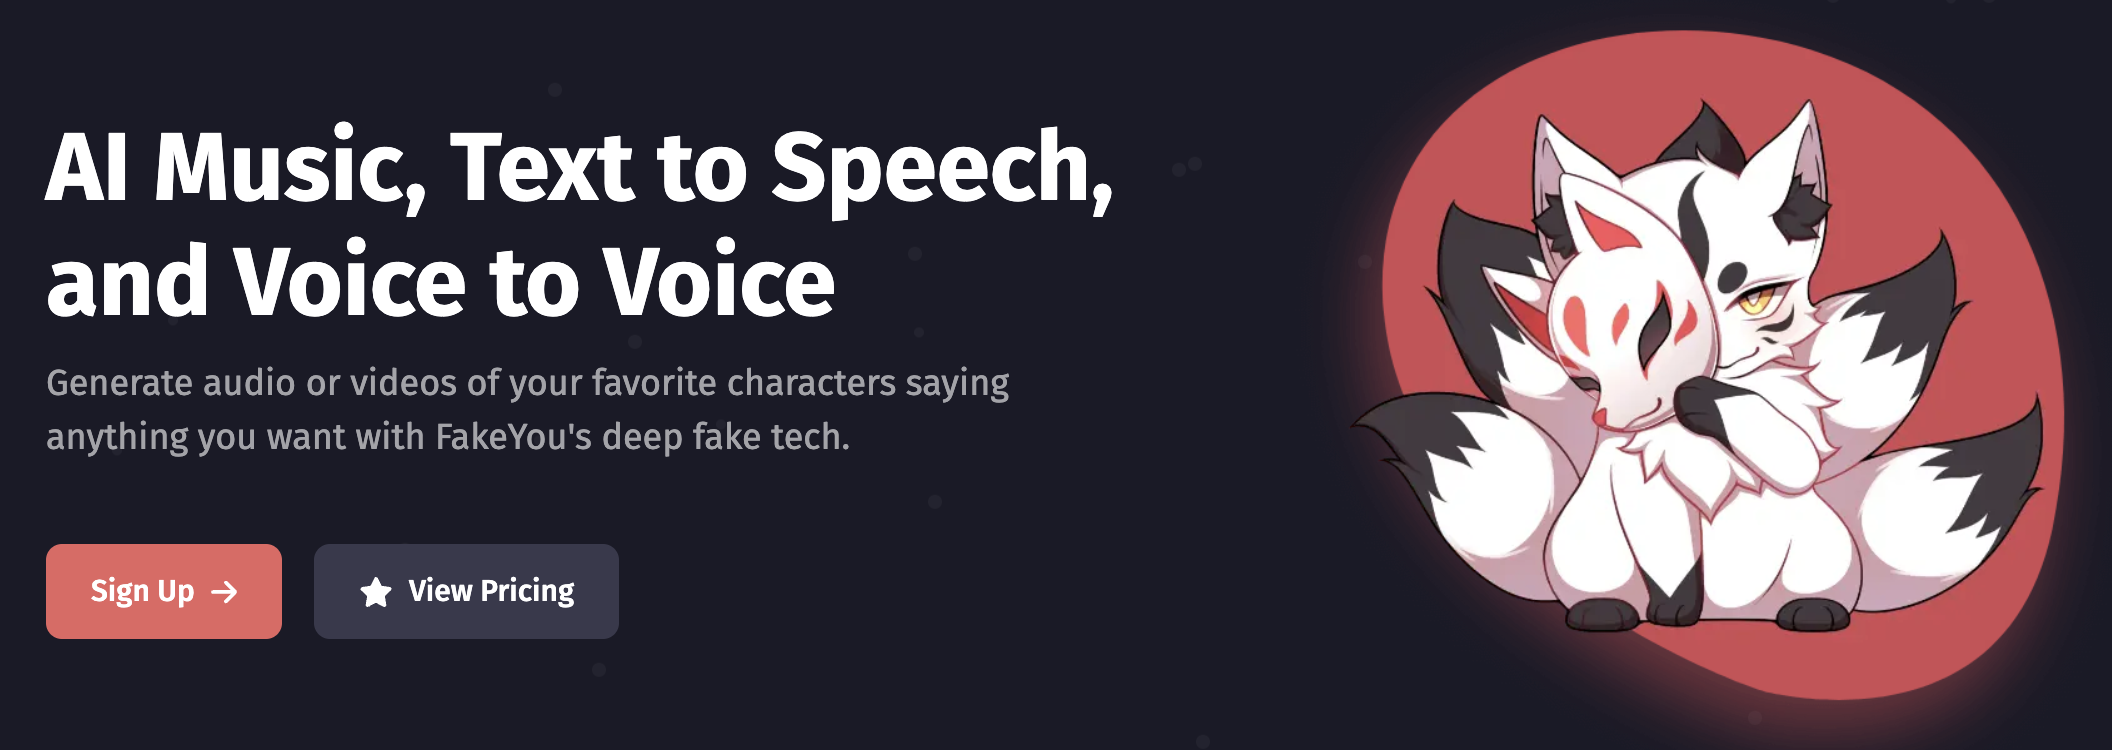 AI Music, Text to Speech,
and Voice to Voice
Generate audio or videos of your favorite characters saying
anything you want with FakeYou's deep fake tech.
Sign Up
View Pricing